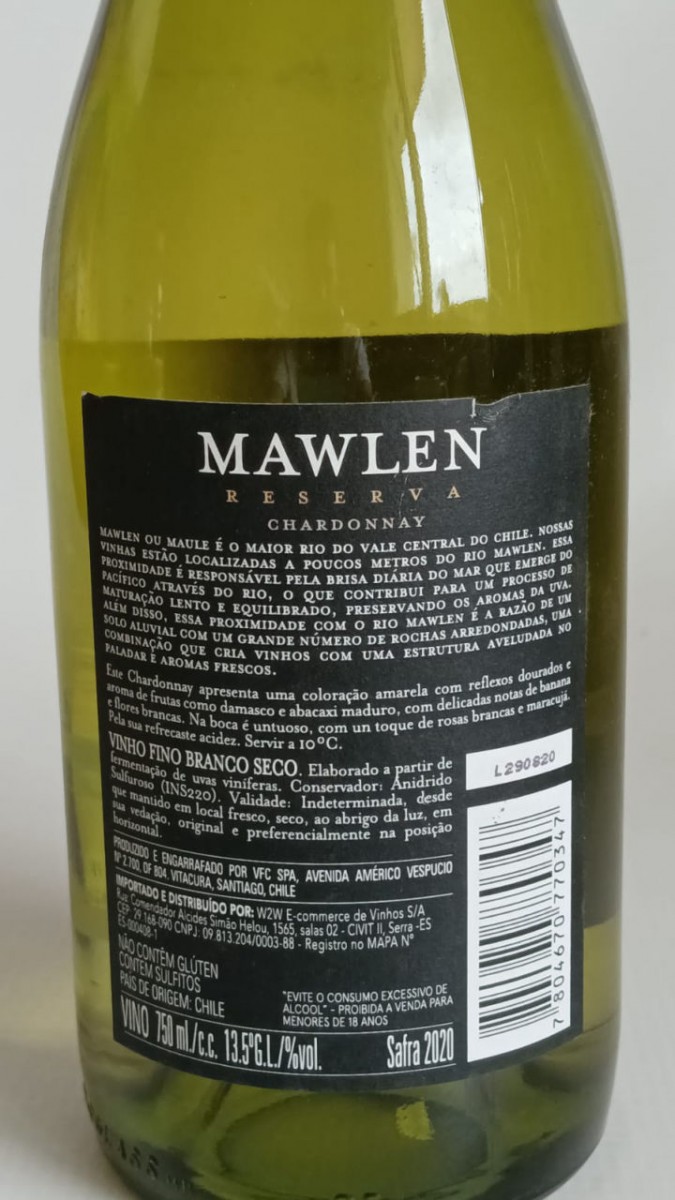 MAWLEN
RESERVA
CHARDONNAY
MAWLEN OU MAULE É O MAIOR RIO DO VALE CENTRAL DO CHILE. NOSSAS
VINHAS ESTÃO LOCALIZADAS A POUCOS METROS DO RIO MAWLEN. ESSA
PROXIMIDADE É RESPONSÁVEL PELA BRISA DIÁRIA DO MAR QUE EMERGE DO
PACÍFICO ATRAVÉS DO RIO, O QUE CONTRIBUI PARA UM PROCESSO DE
MATURAÇÃO LENTO E EQUILIBRADO, PRESERVANDO OS AROMAS DA UVA.
ALÉM DISSO, ESSA PROXIMIDADE COM O RIO MAWLEN É A RAZÃO DE UM
SOLO ALUVIAL COM UM GRANDE NÚMERO DE ROCHAS ARREDONDADAS, UMA
COMBINAÇÃO QUE CRIA VINHOS COM UMA ESTRUTURA AVELUDADA NO
PALADAR E AROMAS FRESCOS.
Este Chardonnay apresenta uma coloração amarela com reflexos dourados e
aroma de frutas como damasco e abacaxi maduro, com delicadas notas de banana
e flores brancas. Na boca é untuoso, com un toque de rosas brancas e maracujá.
Pela sua refrecaste acidez. Servir a 10ºC.
VINHO FINO BRANCO SECO. Elaborado a partir de
fermentação de uvas viníferas. Conservador: Anidrido
Sulfuroso (INS220). Validade: Indeterminada, desde
que mantido em local fresco, seco, ao abrigo da luz, em
sua vedação, original e preferencialmente na posição
horizontal.
L290820
PRODUZIDO E ENGARRAFADO POR VFC SPA, AVENIDA AMÉRICO VESPUCIO
Nº 2.700. OF 804. VITACURA, SANTIAGO, CHILE
IMPORTADO E DISTRIBUÍDO POR: W2W E-commerce de Vinhos S/A
Rua Comendador Alcides Simão Helou, 1565, salas 02 - CIVIT II, Serra -ES
CEP: 29.168-090 CNPJ: 09.813.204/0003-88 - Registro no MAPA Nº
ES-000408-1
NÃO CONTÉM GLÚTEN
CONTÉM SULFITOS
PAÍS DE ORIGEM: CHILE
"EVITE O CONSUMO EXCESSIVO DE
ALCOOL" - PROIBIDA A VENDA PARA
MENORES DE 18 ANOS
VINO 750 ml./c.c. 13.5°G.L./%vol.
Safra 2020
7 804670 770347